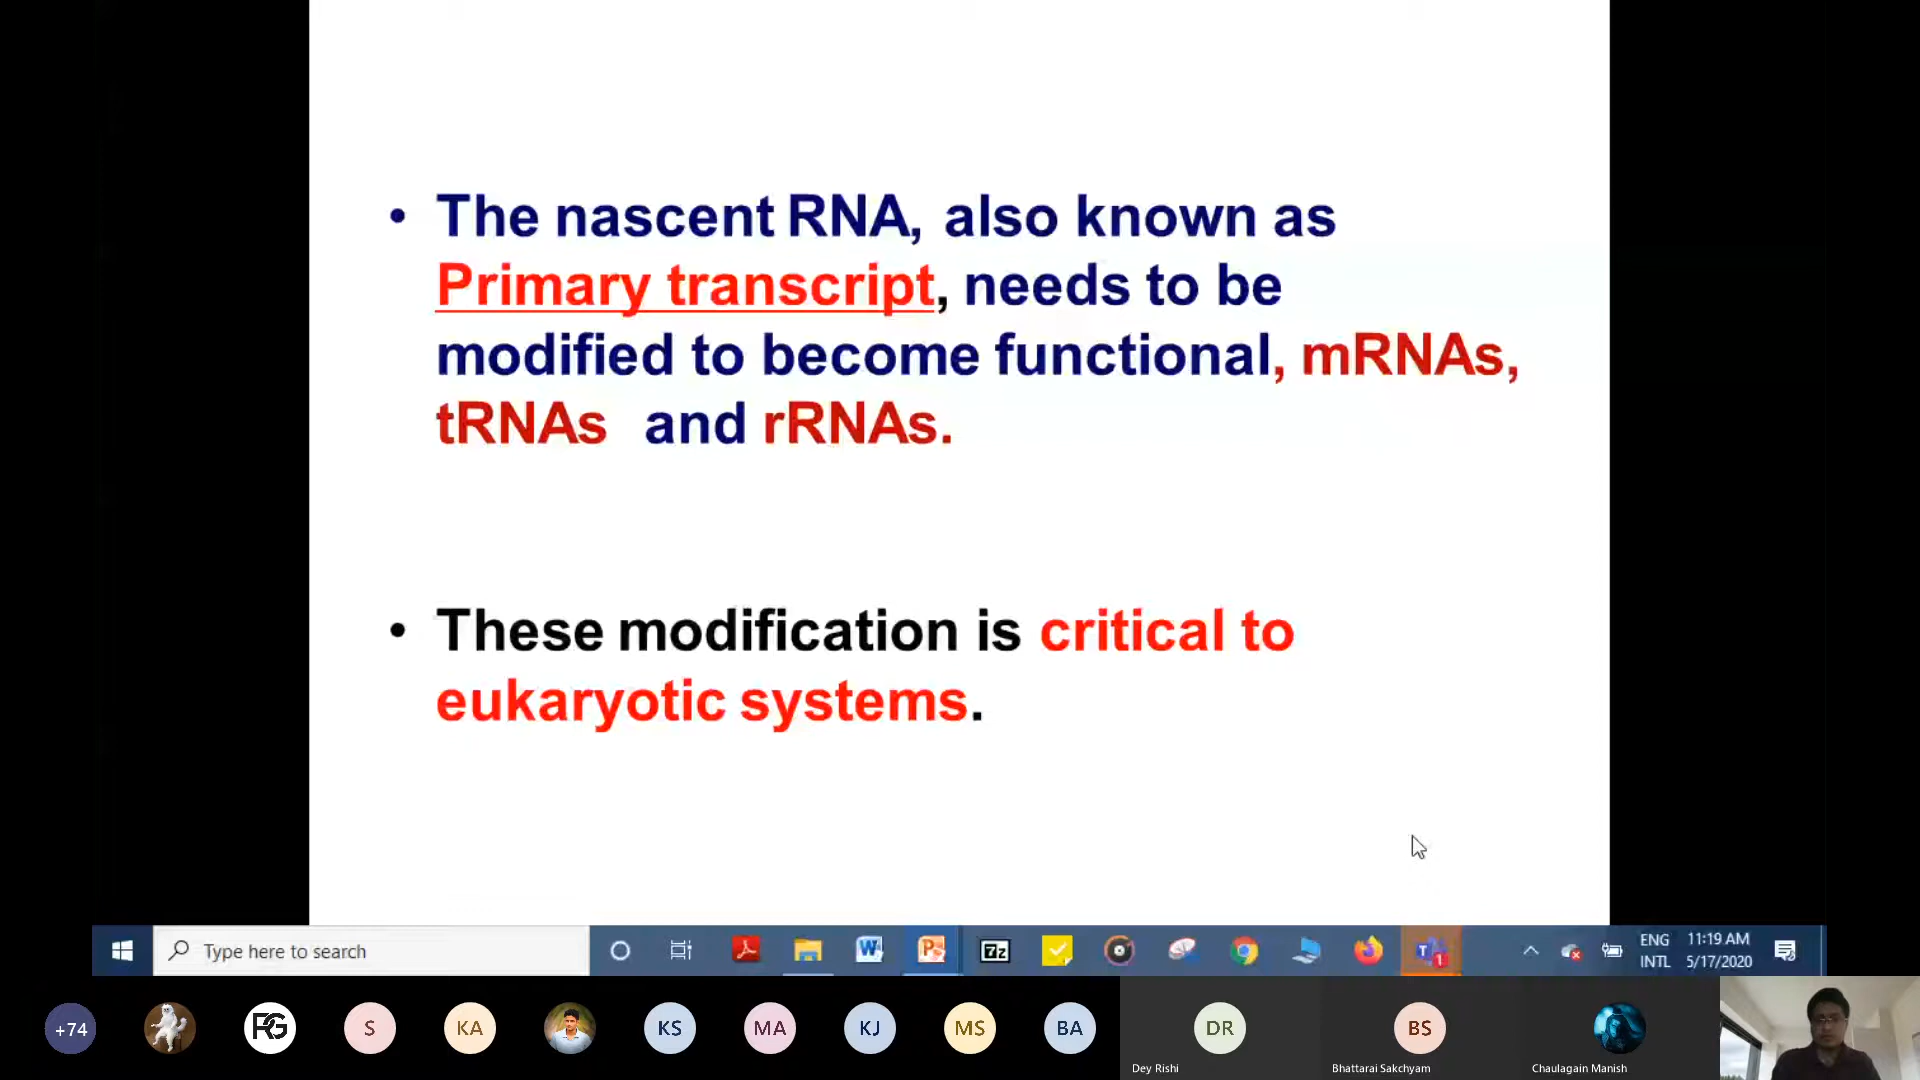 • The nascent RNA, also known as
Primary transcript, needs to be
modified to become functional, mRNAs,
tRNAs and rRNAs.
• These modification is critical to
eukaryotic systems.
Type here to search
ENG 11:19 AM
INTL 5/17/2020
+74 S KA KS MA KJ MS BA DR BS
Dey Rishi Bhattarai Sakchyam Chaulagain Manish